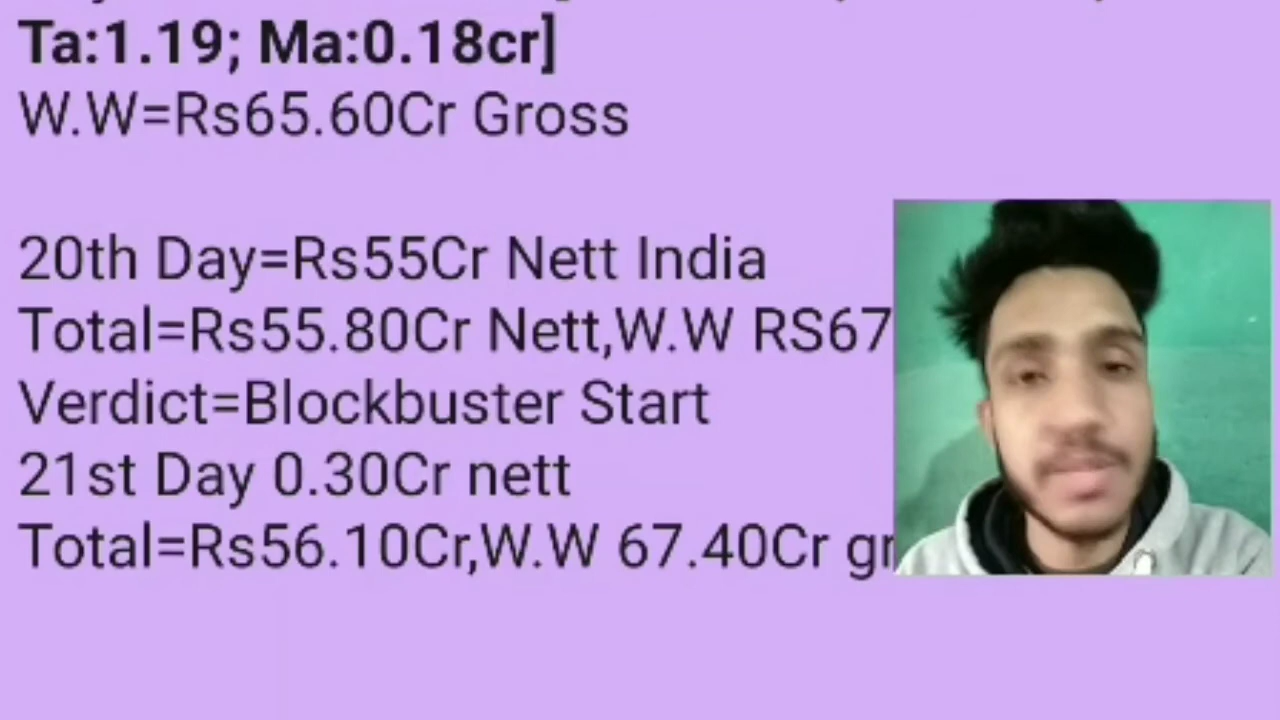 Ta:1.19; Ma:0.18cr]
W.W=Rs65.60Cr Gross
20th Day=Rs55Cr Nett India
Total=Rs55.80Cr Nett,W.W RS67
Verdict=Blockbuster Start
21st Day 0.30Cr nett
Total=Rs56.10Cr,W.W 67.40Cr